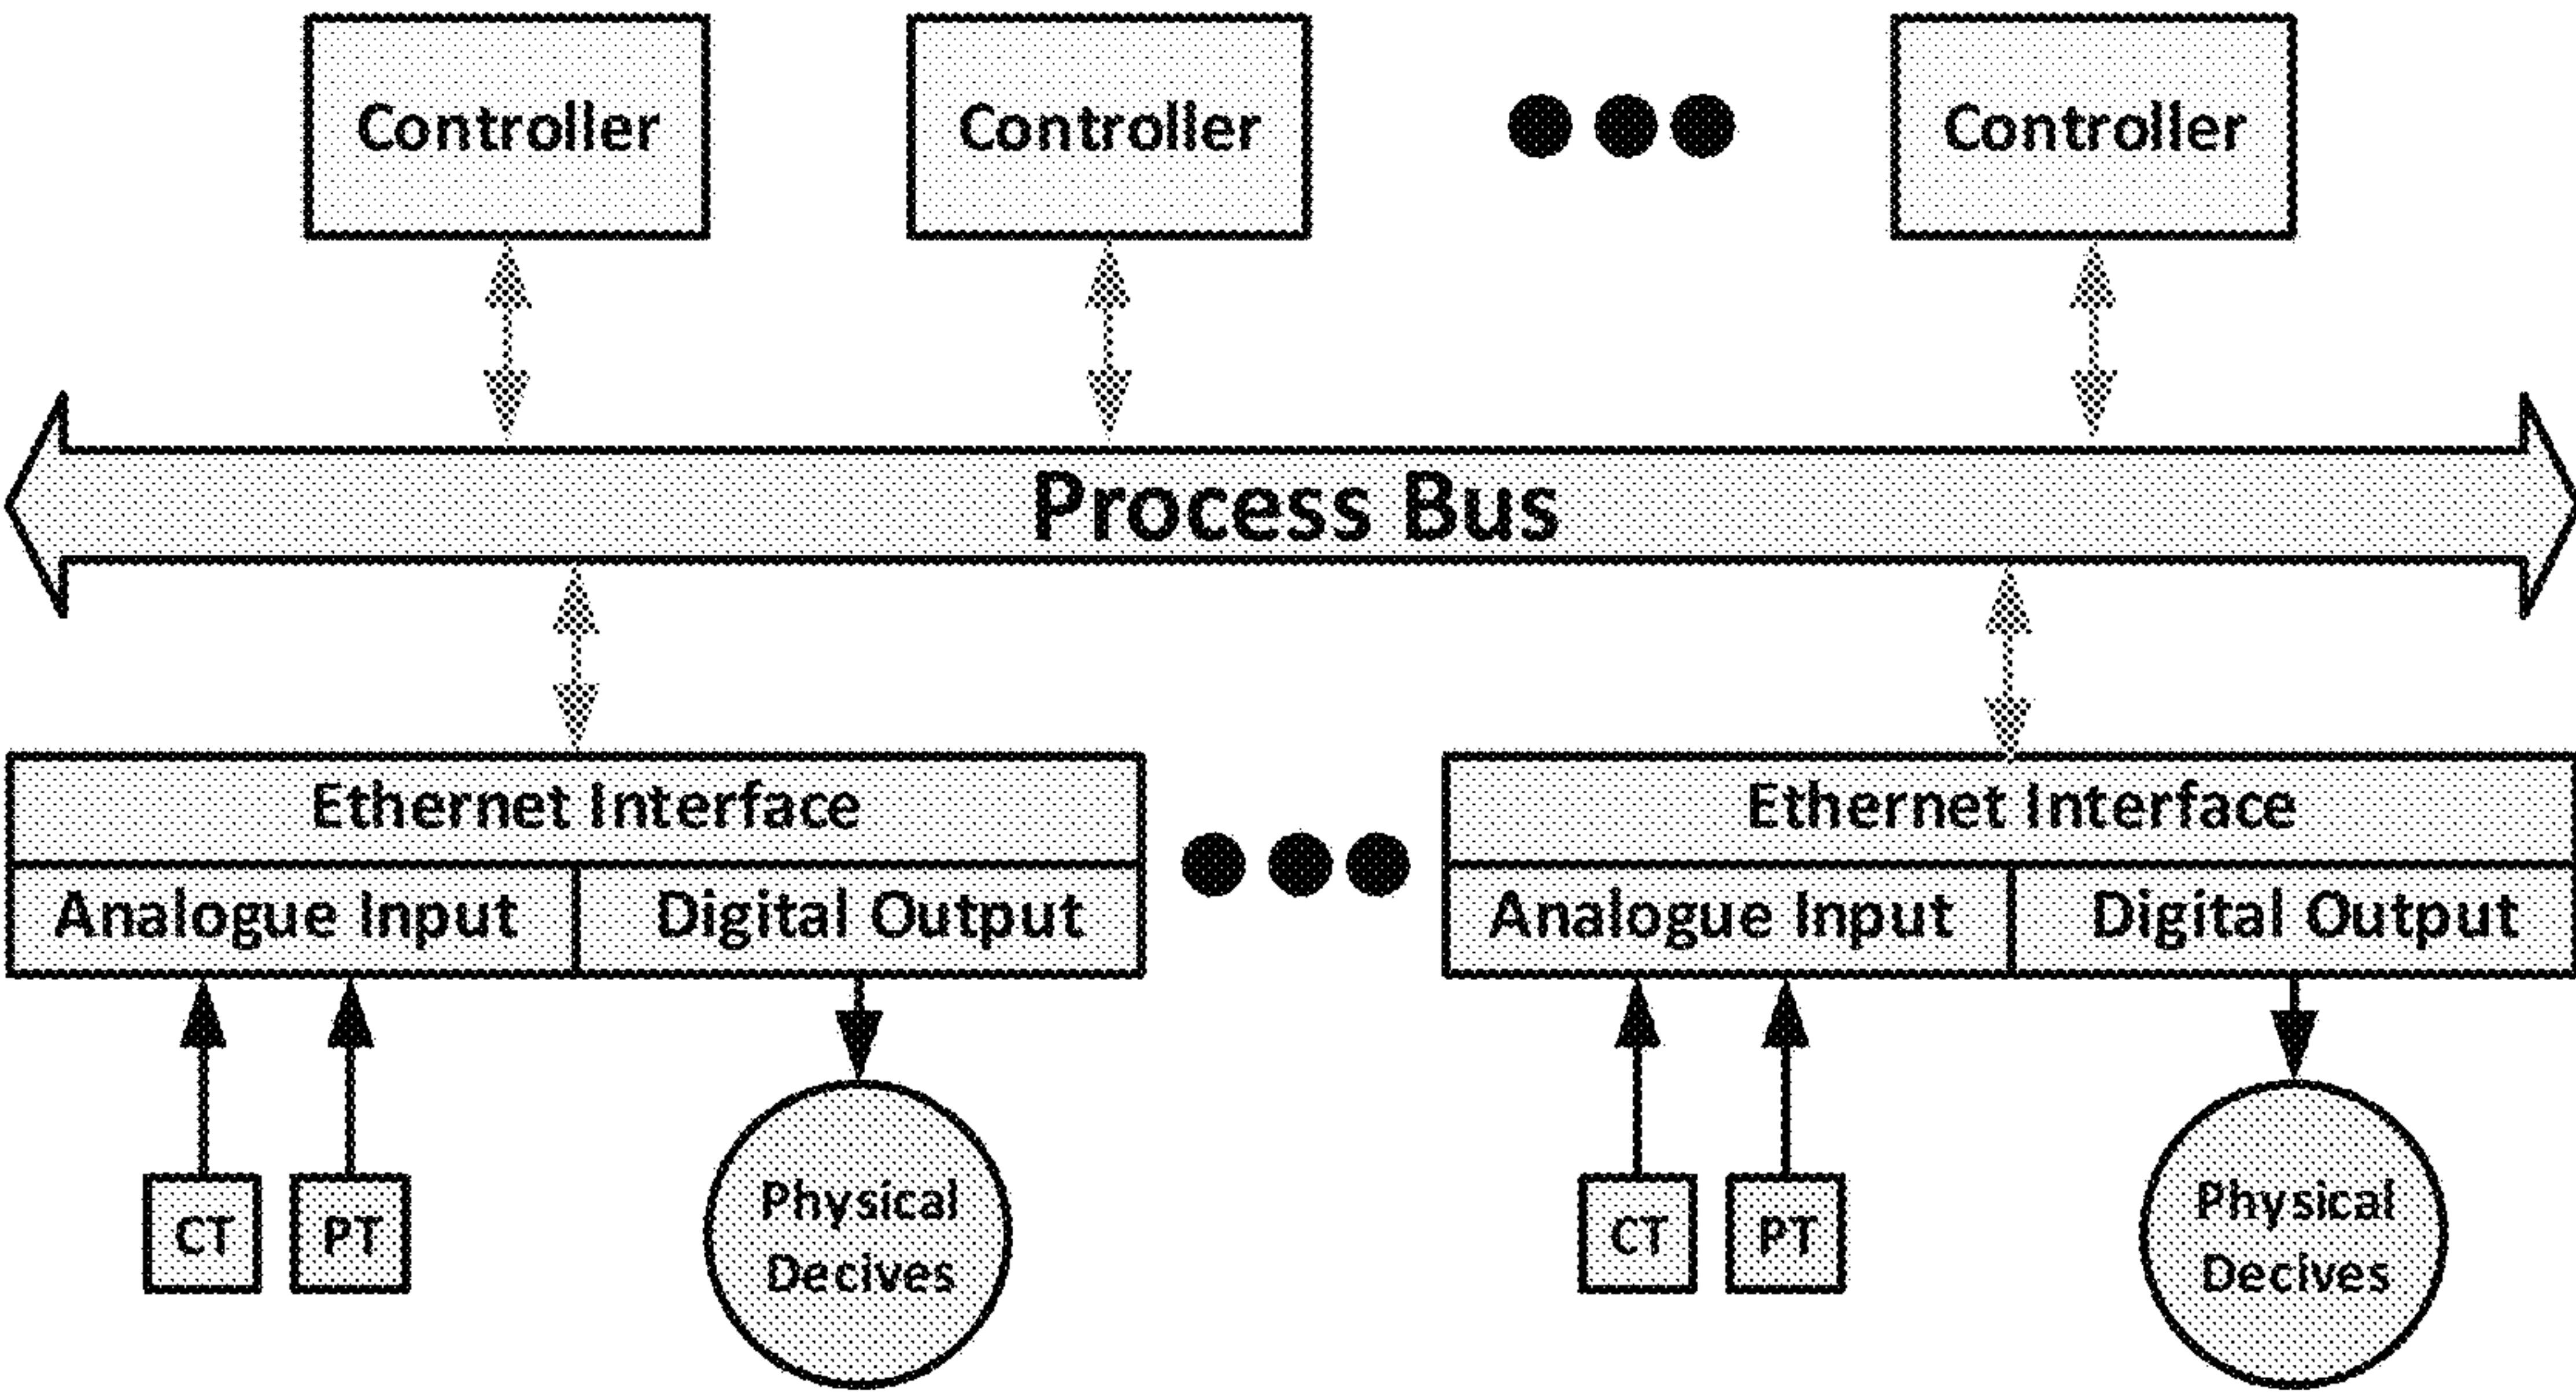 Controller
Controller
Controller
Process Bus
Ethernet Interface
Ethernet Interface
Analogue Input
Digital Output
Analogue Input
Digital Output
CT
PT
Physical
Decives
CT
PT
Physical
Decives